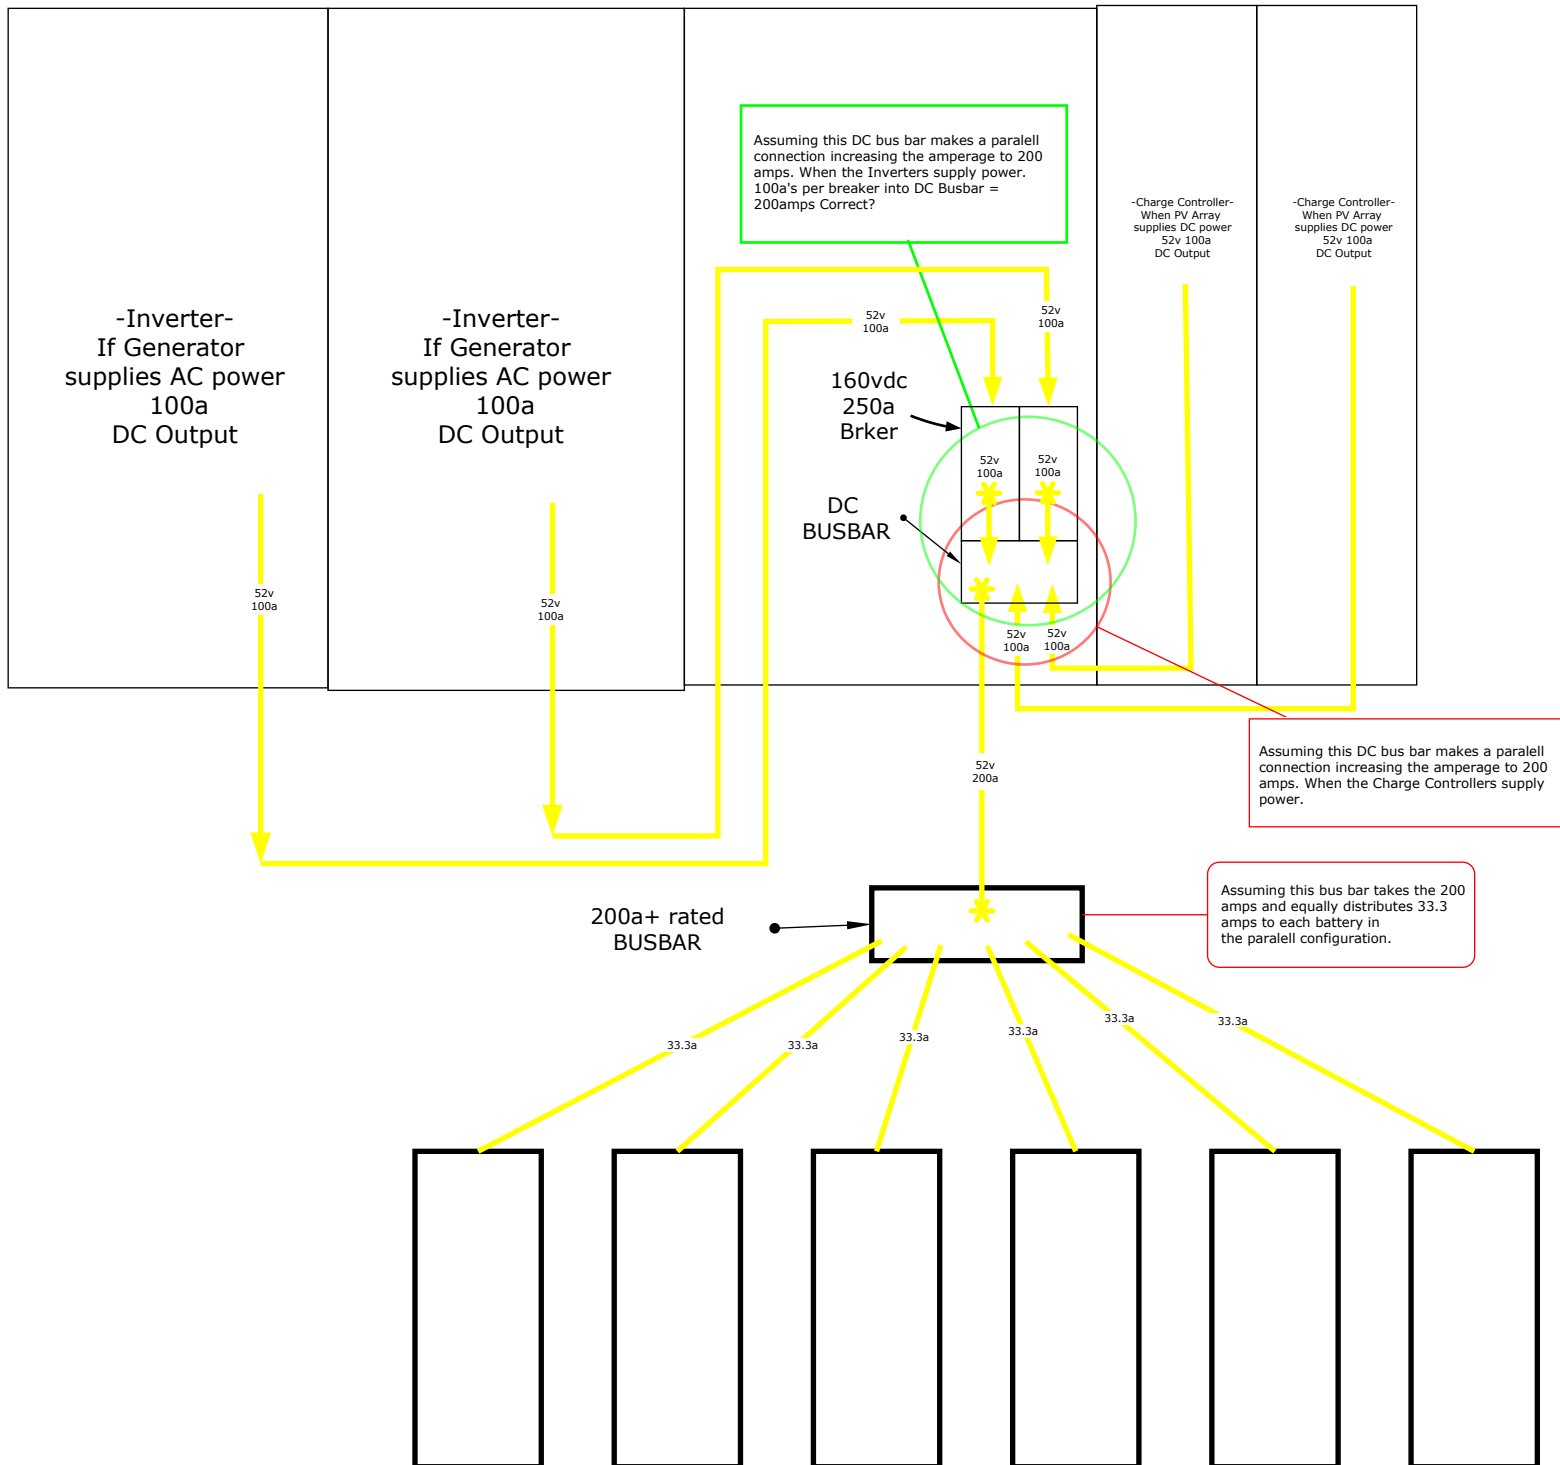 Assuming this DC bus bar makes a paralell
connection increasing the amperage to 200
amps. When the Inverters supply power.
100a's per breaker into DC Busbar =
200amps Correct?
-Charge Controller-
When PV Array
supplies DC power
52v 100a
DC Output
-Charge Controller-
When PV Array
supplies DC power
52v 100a
DC Output
-Inverter-
If Generator
supplies AC power
100a
DC Output
-Inverter-
If Generator
supplies AC power
100a
DC Output
52v
100a
52v
100a
160vdc
250a
Brker
52v
100a
52v
100a
DC
BUSBAR
52v
100a
52v
100a
52v
100a
52v
100a
52v
200a
Assuming this DC bus bar makes a paralell
connection increasing the amperage to 200
amps. When the Charge Controllers supply
power.
200a+ rated
BUSBAR
Assuming this bus bar takes the 200
amps and equally distributes 33.3
amps to each battery in
the paralell configuration.
33.3a
33.3a
33.3a
33.3a
33.3a
33.3a